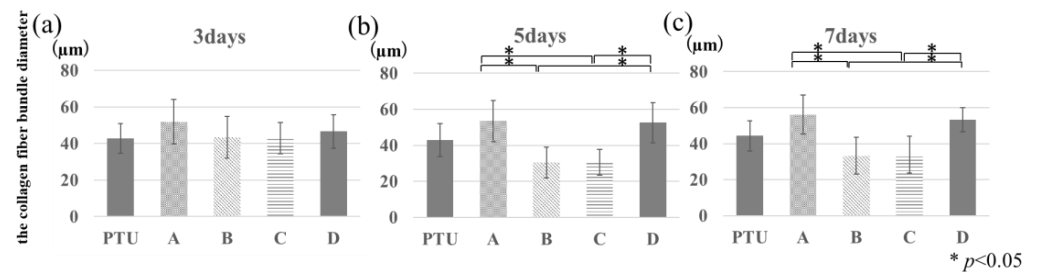 (a)
3days
(μm)
the collagen fiber bundle diameter
80
60
40
20
0
PTU A B C D
(b)
5days
(μm)
* *
* *
80
60
40
20
0
PTU A B C D
(c)
7days
(μm)
* *
* *
80
60
40
20
0
PTU A B C D
* p<0.05